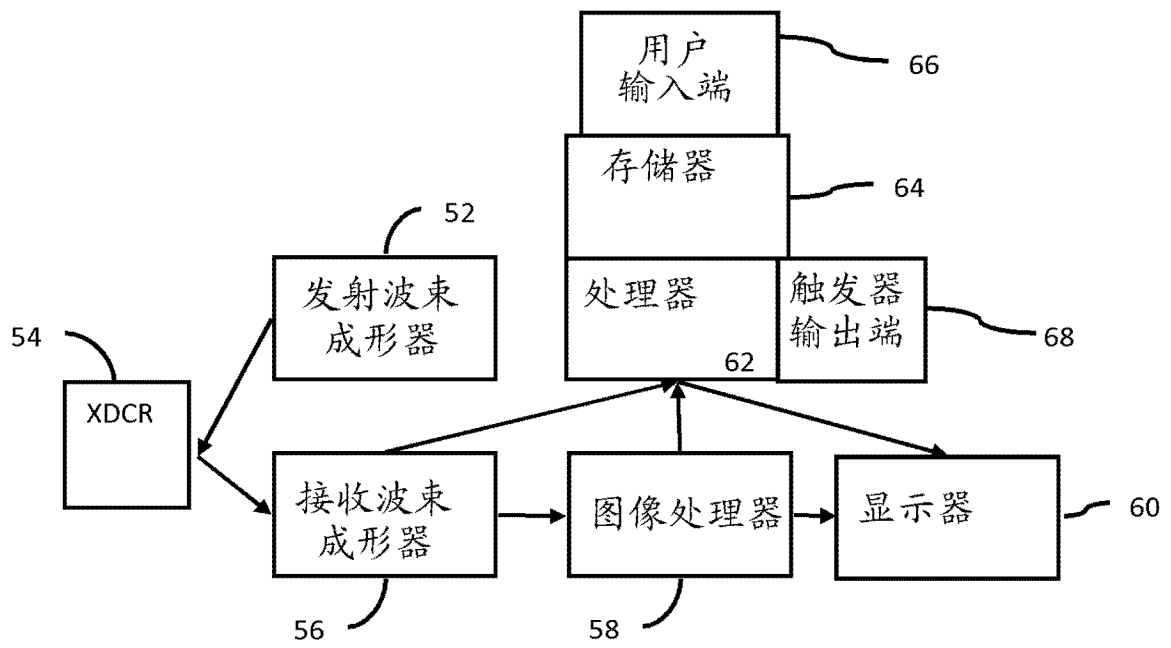 用户
输入端
66
存储器
64
52
发射波束
成形器
处理器
62
触发器
输出端
68
54
XDCR
接收波束
成形器
56
图像处理器
58
显示器
60